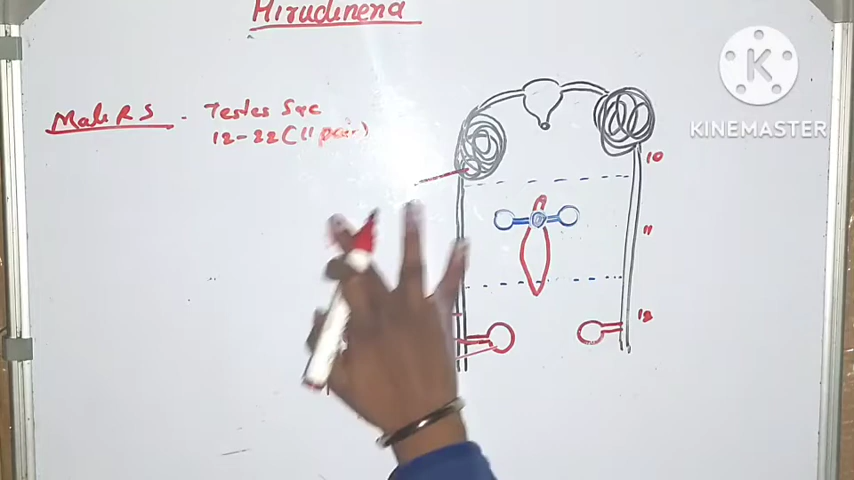 Hirudinena
Male R S - Testes Sac
12-22 (11 pair)
10
11
12
K
KINEMASTER